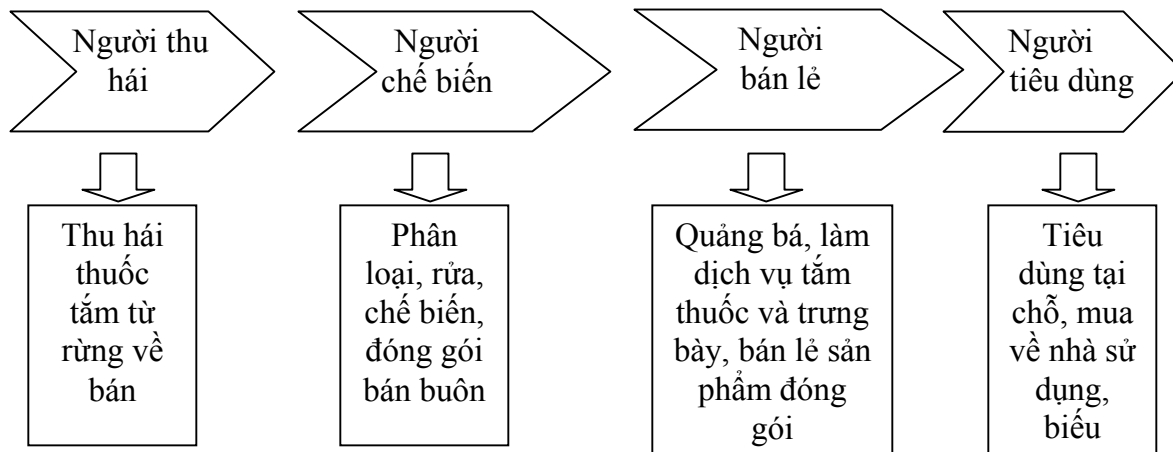 Người thu
hái
Người
chế biến
Người
bán lẻ
Người
tiêu dùng
Thu hái
thuốc
tắm từ
rừng về
bán
Phân
loại, rửa,
chế biến,
đóng gói
bán buôn
Quảng bá, làm
dịch vụ tắm
thuốc và trưng
bày, bán lẻ sản
phẩm đóng
gói
Tiêu
dùng tại
chỗ, mua
về nhà sử
dụng,
biếu